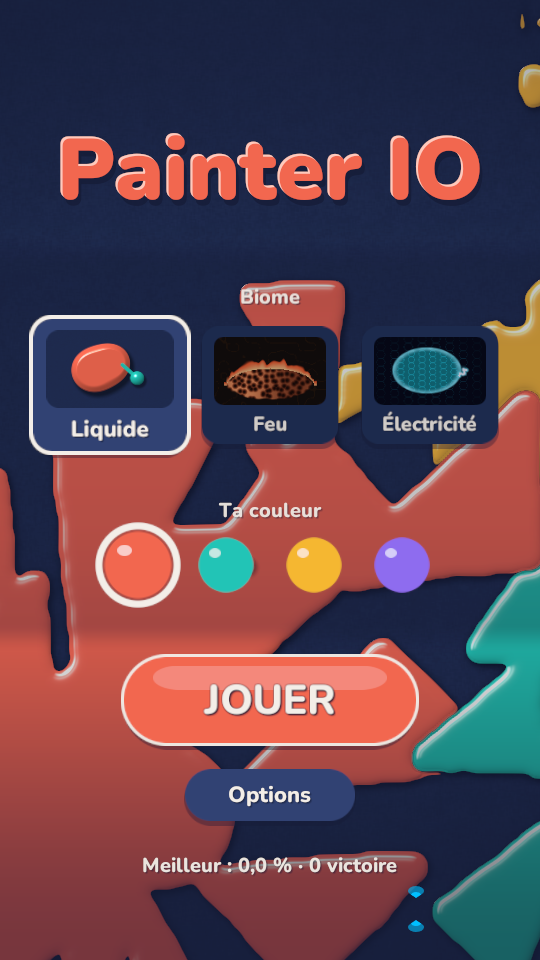 Painter IO
Biome
Liquide
Feu
Électricité
Ta couleur
JOUER
Options
Meilleur : 0,0 % · 0 victoire